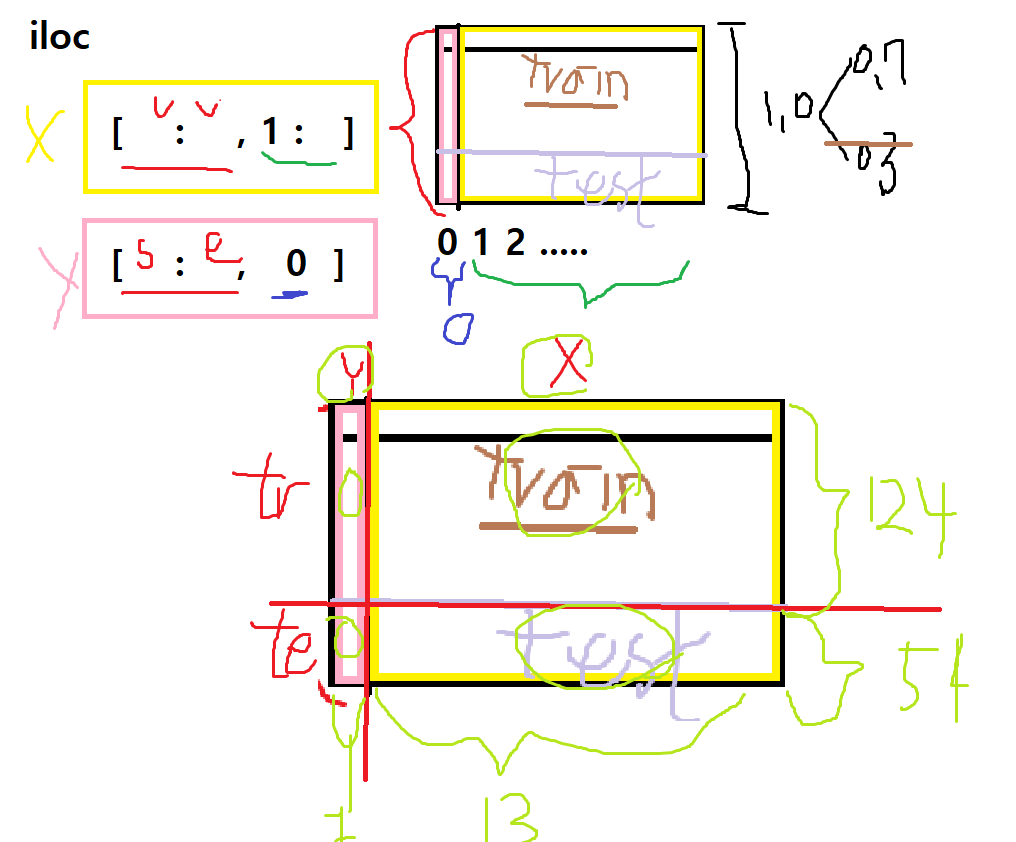 iloc
X [ v : v , 1 : ]
train
test
1,0
0,7
0,3
Y [ s : e , 0 ]
0 1 2 .....
0
y X
tr train 124
te test 54
1 13